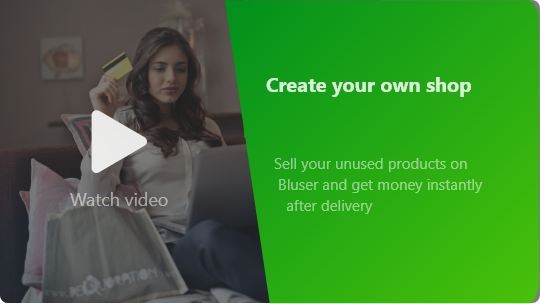 Create your own shop
Sell your unused products on
Bluser and get money instantly
after delivery
Watch video